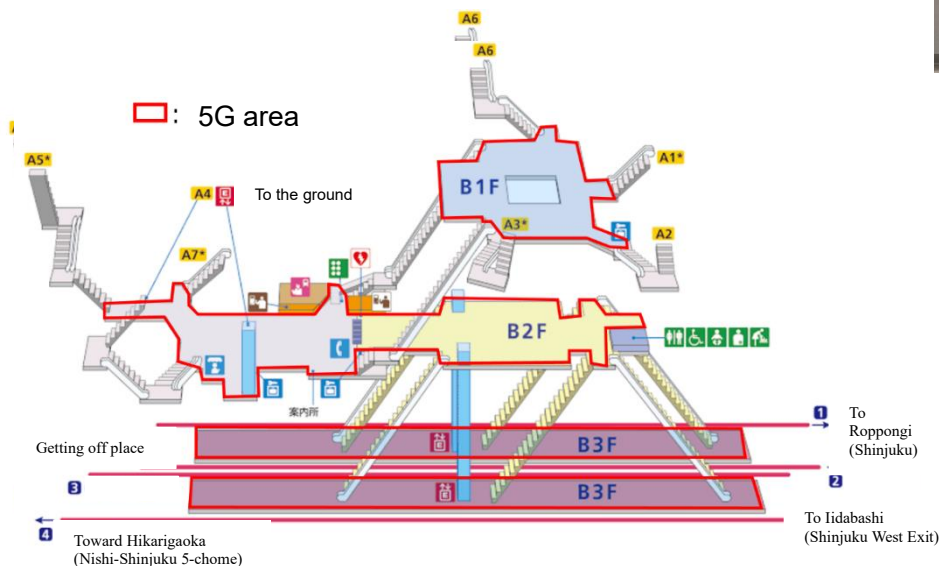 A6
A6
: 5G area
A5*
A4
To the ground
B1F
A1*
A3*
A2
A7*
B2F
案内所
1
To
Roppongi
(Shinjuku)
Getting off place
B3F
2
3
B3F
4
Toward Hikarigaoka
(Nishi-Shinjuku 5-chome)
To Iidabashi
(Shinjuku West Exit)